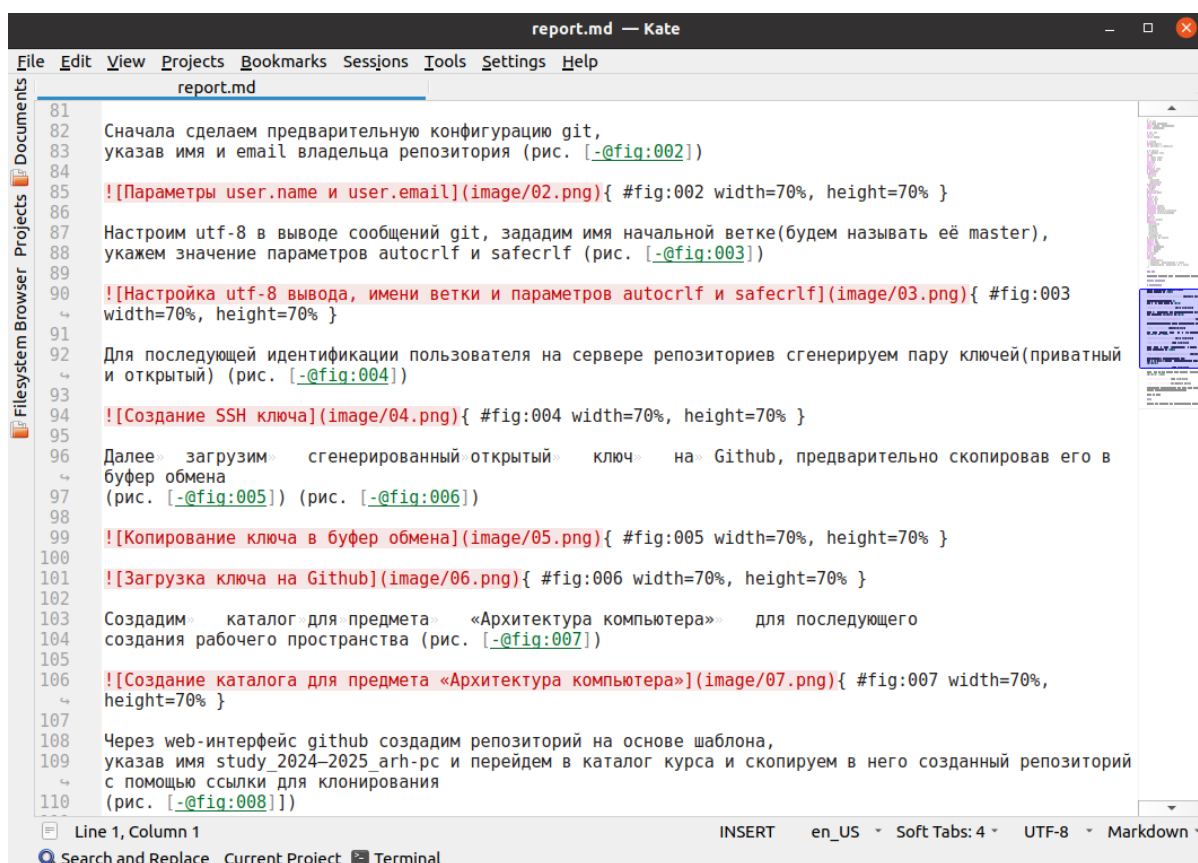 report.md — Kate
File Edit View Projects Bookmarks Sessions Tools Settings Help
report.md
Documents
Projects
Filesystem Browser
81
82 Сначала сделаем предварительную конфигурацию git,
83 указав имя и email владельца репозитория (рис. [-@fig:002])
84
85 ![Параметры user.name и user.email](image/02.png){ #fig:002 width=70%, height=70% }
86
87 Настроим utf-8 в выводе сообщений git, зададим имя начальной ветке(будем называть её master),
88 укажем значение параметров autocrlf и safecrlf (рис. [-@fig:003])
89
90 ![Настройка utf-8 вывода, имени ветки и параметров autocrlf и safecrlf](image/03.png){ #fig:003
width=70%, height=70% }
91
92 Для последующей идентификации пользователя на сервере репозиториев сгенерируем пару ключей(приватный
и открытый) (рис. [-@fig:004])
93
94 ![Создание SSH ключа](image/04.png){ #fig:004 width=70%, height=70% }
95
96 Далее» загрузим» сгенерированный»открытый» ключ» на» Github, предварительно скопировав его в
буфер обмена
97 (рис. [-@fig:005]) (рис. [-@fig:006])
98
99 ![Копирование ключа в буфер обмена](image/05.png){ #fig:005 width=70%, height=70% }
100
101 ![Загрузка ключа на Github](image/06.png){ #fig:006 width=70%, height=70% }
102
103 Создадим» каталог»для»предмета» «Архитектура компьютера»» для последующего
104 создания рабочего пространства (рис. [-@fig:007])
105
106 ![Создание каталога для предмета «Архитектура компьютера»](image/07.png){ #fig:007 width=70%,
height=70% }
107
108 Через web-интерфейс github создадим репозиторий на основе шаблона,
109 указав имя study_2024–2025_arh-pc и перейдем в каталог курса и скопируем в него созданный репозиторий
с помощью ссылки для клонирования
110 (рис. [-@fig:008]])
Line 1, Column 1 INSERT en_US Soft Tabs: 4 UTF-8 Markdown
Search and Replace Current Project Terminal